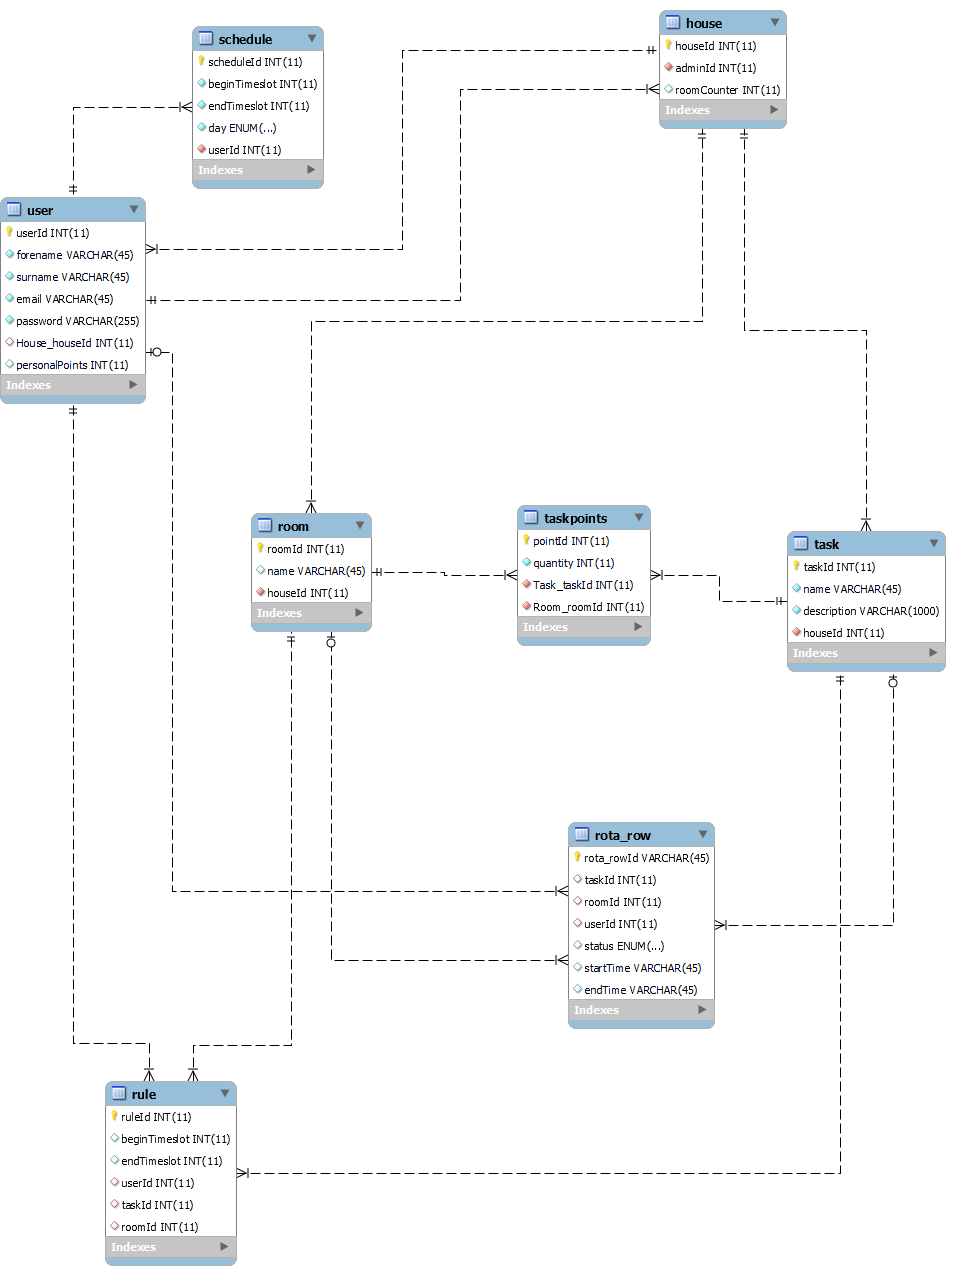 schedule
scheduleId INT(11)
beginTimeslot INT(11)
endTimeslot INT(11)
day ENUM(...)
userId INT(11)
Indexes
house
houseId INT(11)
adminId INT(11)
roomCounter INT(11)
Indexes
user
userId INT(11)
forename VARCHAR(45)
surname VARCHAR(45)
email VARCHAR(45)
password VARCHAR(255)
House_houseId INT(11)
personalPoints INT(11)
Indexes
room
roomId INT(11)
name VARCHAR(45)
houseId INT(11)
Indexes
taskpoints
pointId INT(11)
quantity INT(11)
Task_taskId INT(11)
Room_roomId INT(11)
Indexes
task
taskId INT(11)
name VARCHAR(45)
description VARCHAR(1000)
houseId INT(11)
Indexes
rota_row
rota_rowId VARCHAR(45)
taskId INT(11)
roomId INT(11)
userId INT(11)
status ENUM(...)
startTime VARCHAR(45)
endTime VARCHAR(45)
Indexes
rule
ruleId INT(11)
beginTimeslot INT(11)
endTimeslot INT(11)
userId INT(11)
taskId INT(11)
roomId INT(11)
Indexes